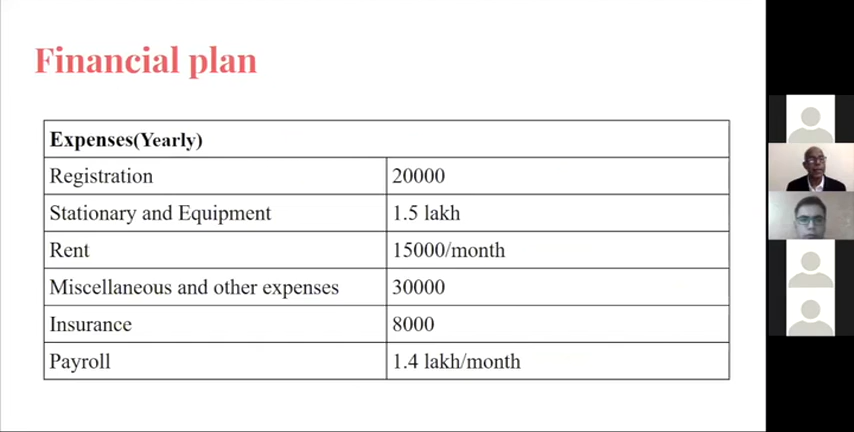 Financial plan
Expenses(Yearly)
Registration 20000
Stationary and Equipment 1.5 lakh
Rent 15000/month
Miscellaneous and other expenses 30000
Insurance 8000
Payroll 1.4 lakh/month